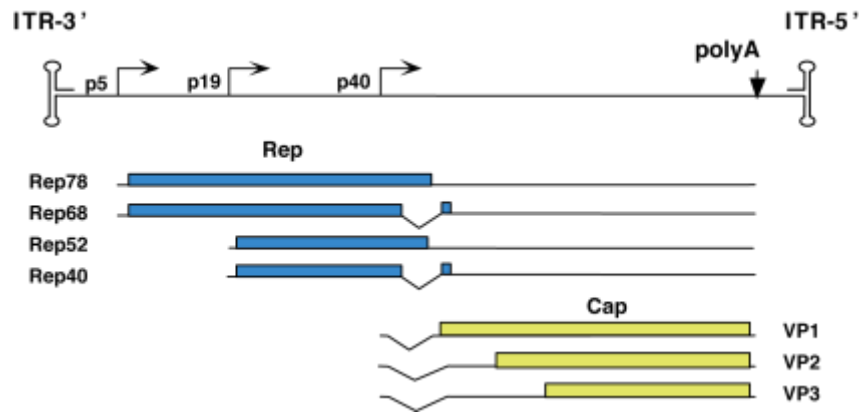 ITR-3' ITR-5'
polyA
p5 p19 p40
Rep
Rep78
Rep68
Rep52
Rep40
Cap
VP1
VP2
VP3